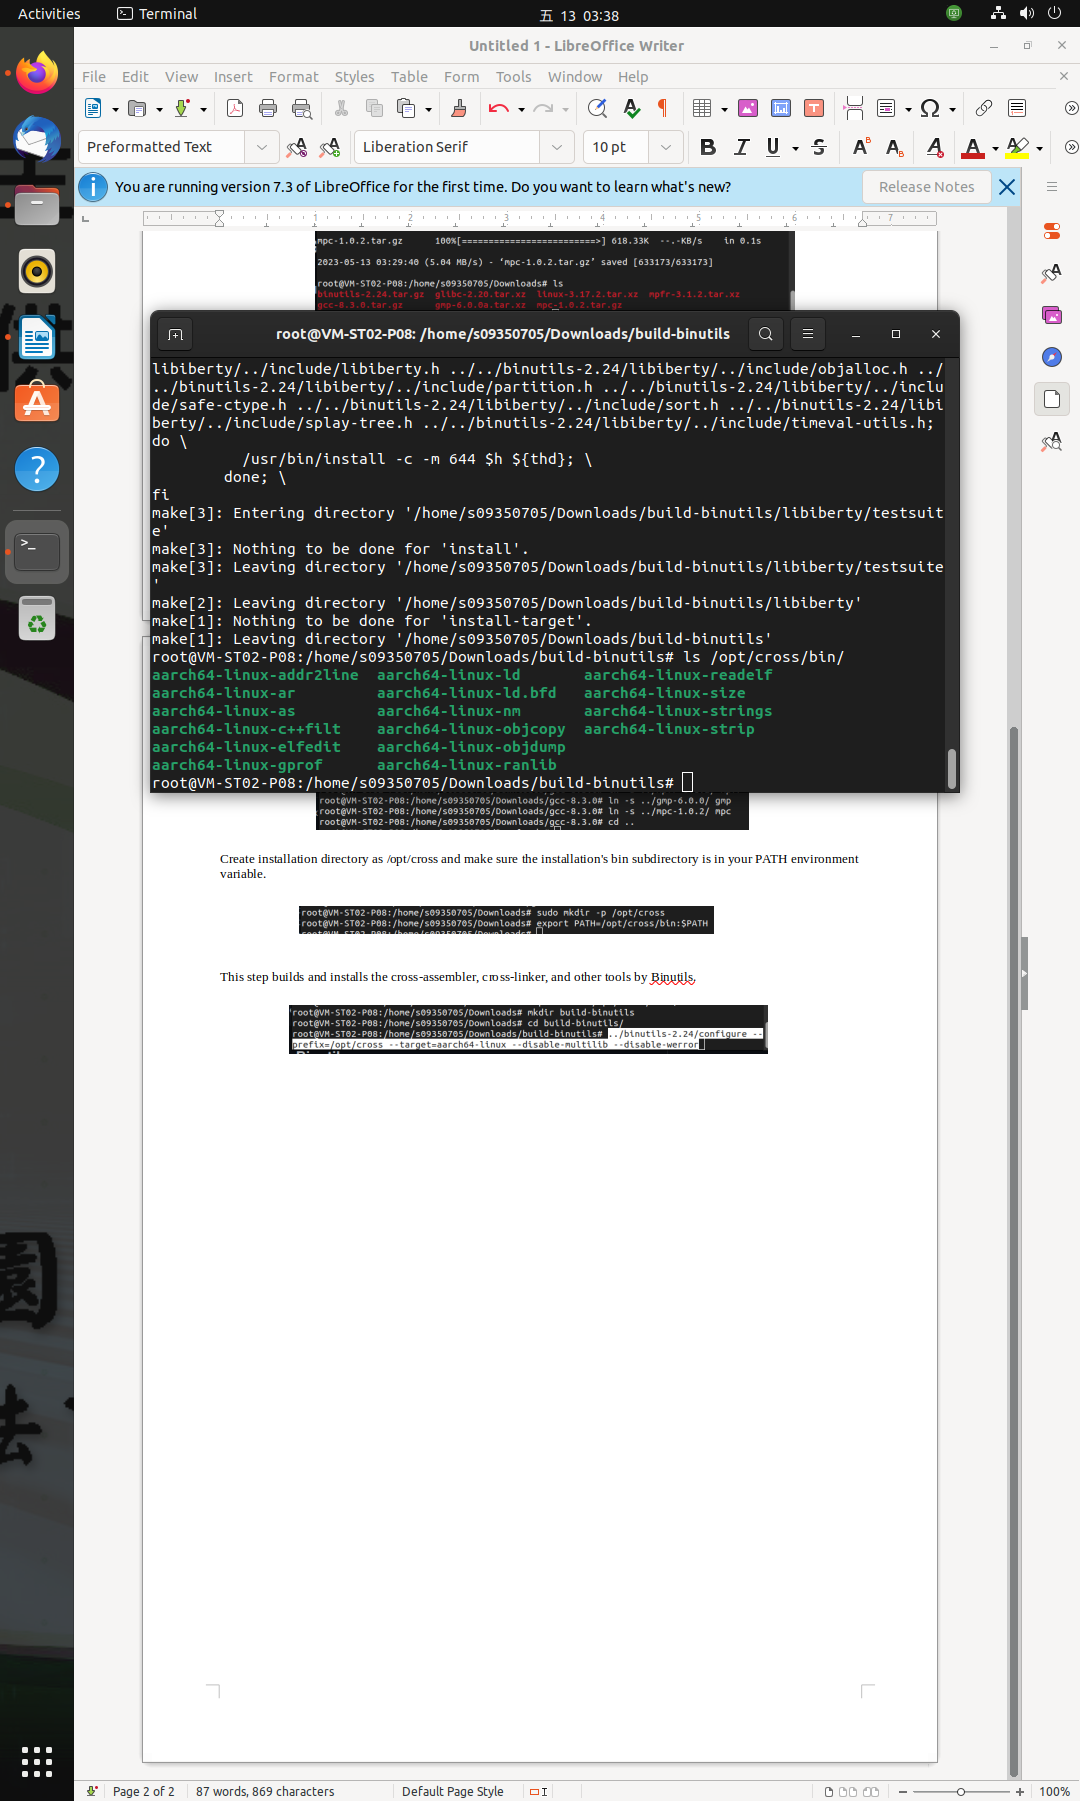 Activities Terminal 五 13 03:38
Untitled 1 - LibreOffice Writer
File Edit View Insert Format Styles Table Form Tools Window Help
Preformatted Text Liberation Serif 10 pt
You are running version 7.3 of LibreOffice for the first time. Do you want to learn what's new? Release Notes
1 2 3 4 5 6 7
mpc-1.0.2.tar.gz 100%[=========================>] 618.33K --.-KB/s in 0.1s
2023-05-13 03:29:40 (5.04 MB/s) - 'mpc-1.0.2.tar.gz' saved [633173/633173]
root@VM-ST02-P08:/home/s09350705/Downloads# ls
binutils-2.24.tar.gz glibc-2.20.tar.xz linux-3.17.2.tar.xz mpfr-3.1.2.tar.xz
gcc-8.3.0.tar.gz gmp-6.0.0a.tar.xz mpc-1.0.2.tar.gz
root@VM-ST02-P08: /home/s09350705/Downloads/build-binutils
libiberty/../include/libiberty.h ../../binutils-2.24/libiberty/../include/objalloc.h ../
../binutils-2.24/libiberty/../include/partition.h ../../binutils-2.24/libiberty/../inclu
de/safe-ctype.h ../../binutils-2.24/libiberty/../include/sort.h ../../binutils-2.24/libi
berty/../include/splay-tree.h ../../binutils-2.24/libiberty/../include/timeval-utils.h;
do \
/usr/bin/install -c -m 644 $h ${thd}; \
done; \
fi
make[3]: Entering directory '/home/s09350705/Downloads/build-binutils/libiberty/testsuit
e'
make[3]: Nothing to be done for 'install'.
make[3]: Leaving directory '/home/s09350705/Downloads/build-binutils/libiberty/testsuite
'
make[2]: Leaving directory '/home/s09350705/Downloads/build-binutils/libiberty'
make[1]: Nothing to be done for 'install-target'.
make[1]: Leaving directory '/home/s09350705/Downloads/build-binutils'
root@VM-ST02-P08:/home/s09350705/Downloads/build-binutils# ls /opt/cross/bin/
aarch64-linux-addr2line aarch64-linux-ld aarch64-linux-readelf
aarch64-linux-ar aarch64-linux-ld.bfd aarch64-linux-size
aarch64-linux-as aarch64-linux-nm aarch64-linux-strings
aarch64-linux-c++filt aarch64-linux-objcopy aarch64-linux-strip
aarch64-linux-elfedit aarch64-linux-objdump
aarch64-linux-gprof aarch64-linux-ranlib
root@VM-ST02-P08:/home/s09350705/Downloads/build-binutils#
root@VM-ST02-P08:/home/s09350705/Downloads/gcc-8.3.0# ln -s ../gmp-6.0.0/ gmp
root@VM-ST02-P08:/home/s09350705/Downloads/gcc-8.3.0# ln -s ../mpc-1.0.2/ mpc
root@VM-ST02-P08:/home/s09350705/Downloads/gcc-8.3.0# cd ..
Create installation directory as /opt/cross and make sure the installation's bin subdirectory is in your PATH environment
variable.
root@VM-ST02-P08:/home/s09350705/Downloads# sudo mkdir -p /opt/cross
root@VM-ST02-P08:/home/s09350705/Downloads# export PATH=/opt/cross/bin:$PATH
root@VM-ST02-P08:/home/s09350705/Downloads#
This step builds and installs the cross-assembler, cross-linker, and other tools by Binutils.
root@VM-ST02-P08:/home/s09350705/Downloads# mkdir build-binutils
root@VM-ST02-P08:/home/s09350705/Downloads# cd build-binutils/
root@VM-ST02-P08:/home/s09350705/Downloads/build-binutils# ../binutils-2.24/configure --
prefix=/opt/cross --target=aarch64-linux --disable-multilib --disable-werror
園
法
Page 2 of 2 87 words, 869 characters Default Page Style 100%